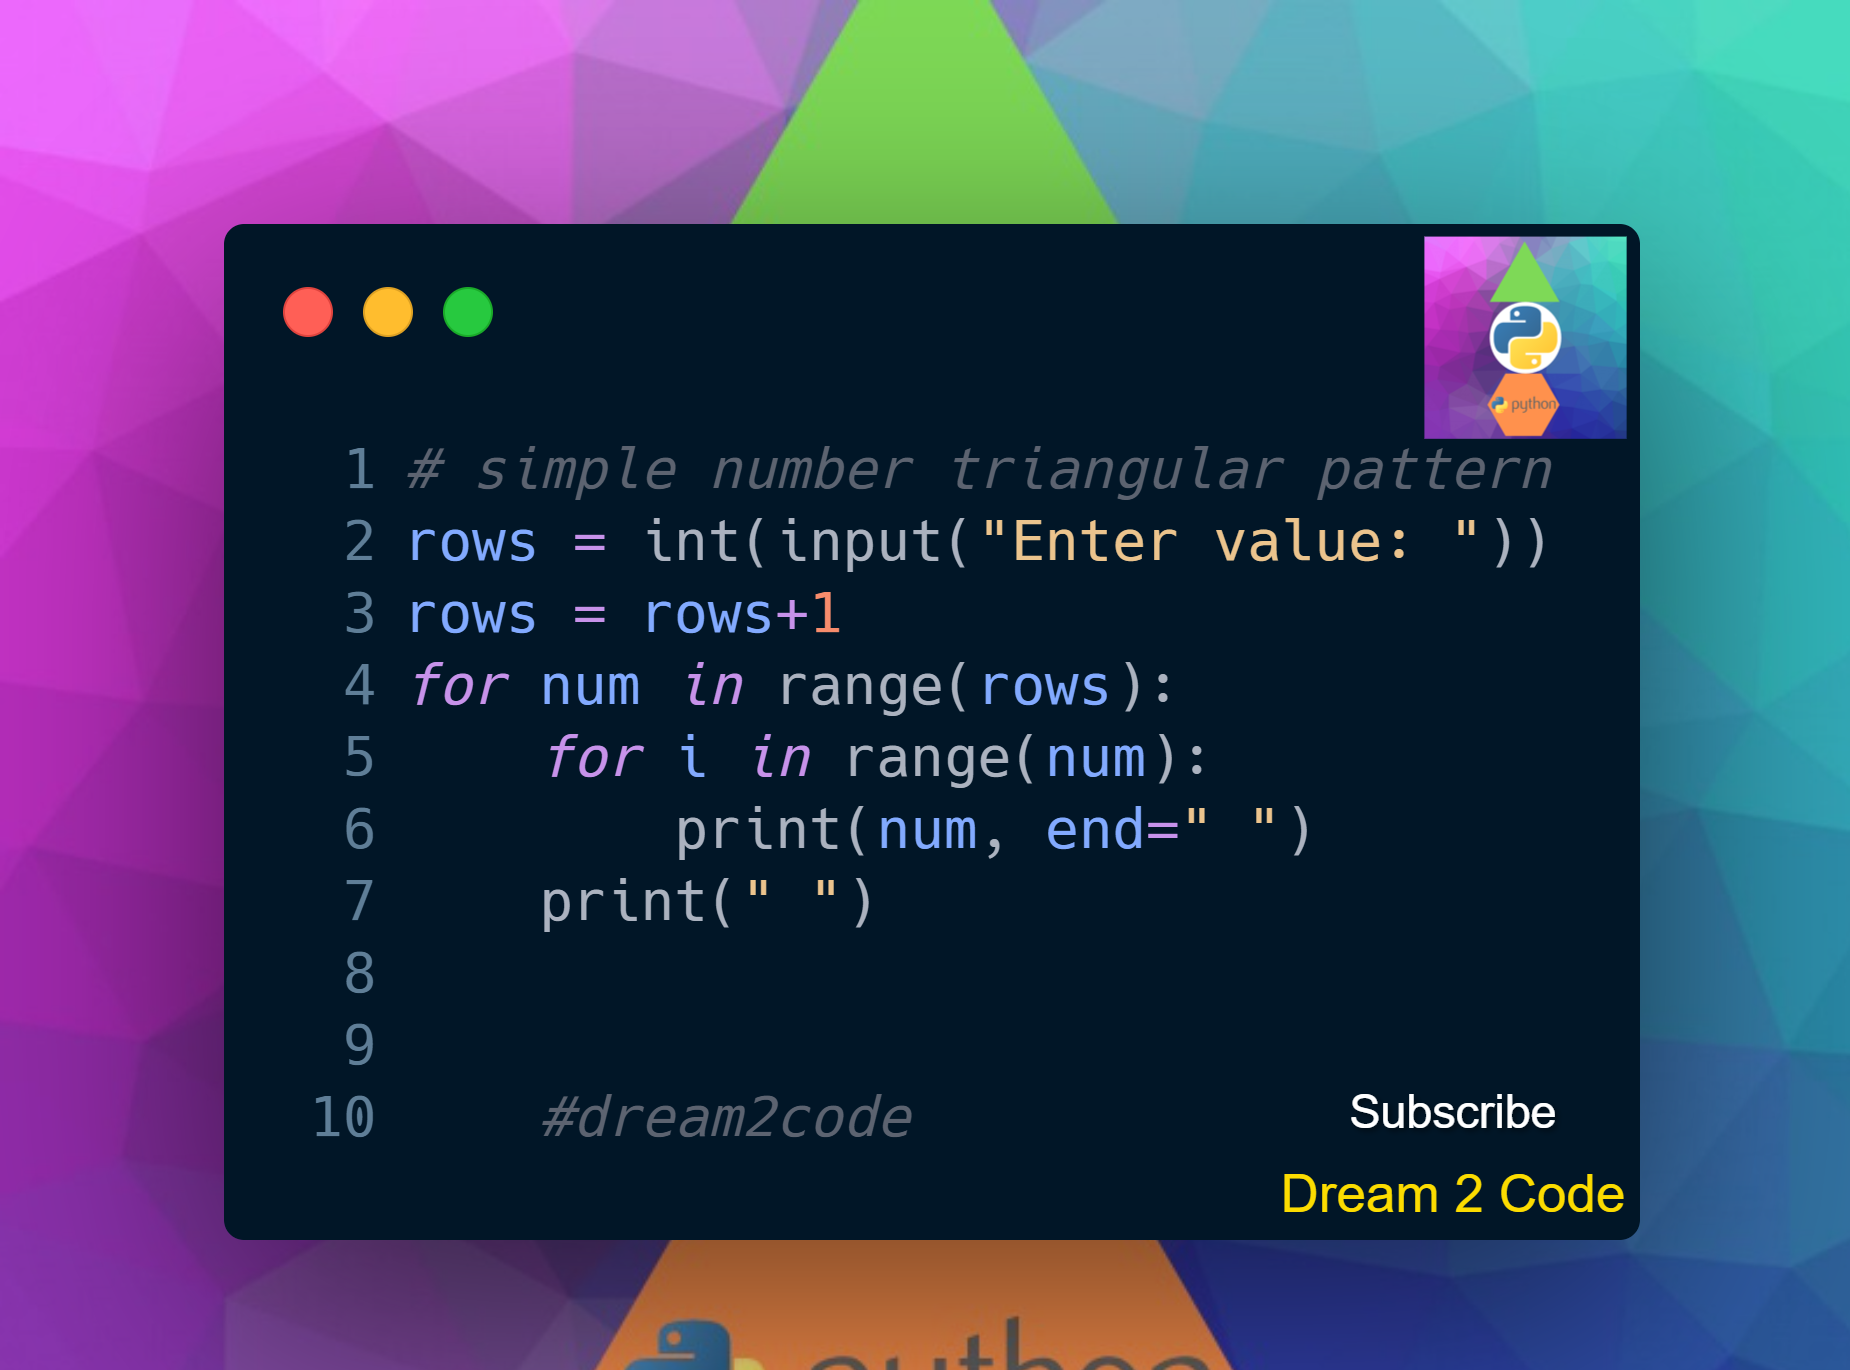 python
1 # simple number triangular pattern
2 rows = int(input("Enter value: "))
3 rows = rows+1
4 for num in range(rows):
5     for i in range(num):
6         print(num, end=" ")
7     print(" ")
8
9
10     #dream2code
Subscribe
Dream 2 Code
python